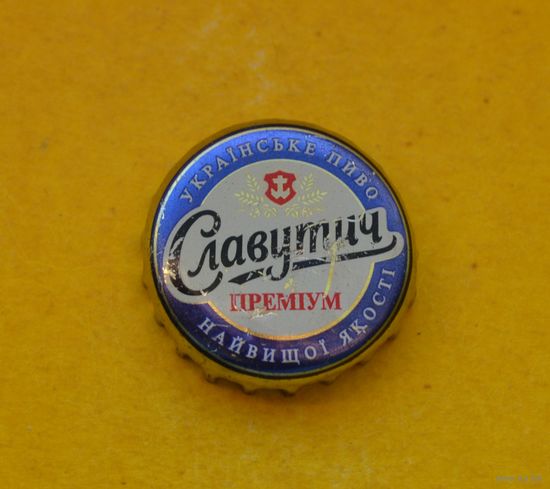 УКРАЇНСЬКЕ ПИВО
Славутич
ПРЕМІУМ
НАЙВИЩОЇ ЯКОСТІ